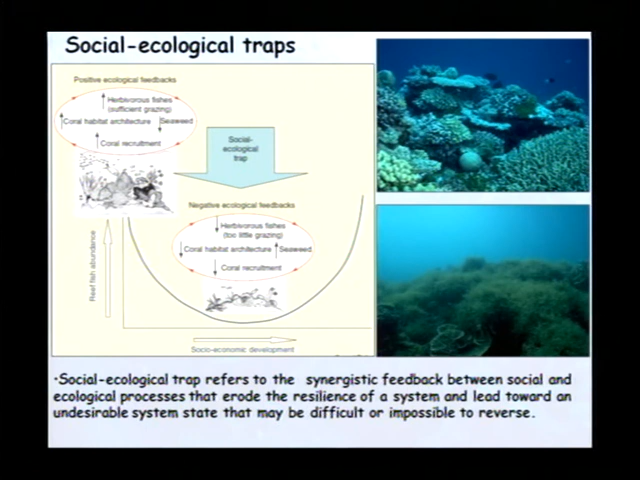 Social-ecological traps
Positive ecological feedbacks
Herbivorous fishes
(sufficient grazing)
Coral habitat architecture Seaweed
Coral recruitment
Social-
ecological
trap
Negative ecological feedbacks
Herbivorous fishes
(too little grazing)
Coral habitat architecture Seaweed
Coral recruitment
Reef fish abundance
Socio-economic development
•Social-ecological trap refers to the synergistic feedback between social and
ecological processes that erode the resilience of a system and lead toward an
undesirable system state that may be difficult or impossible to reverse.